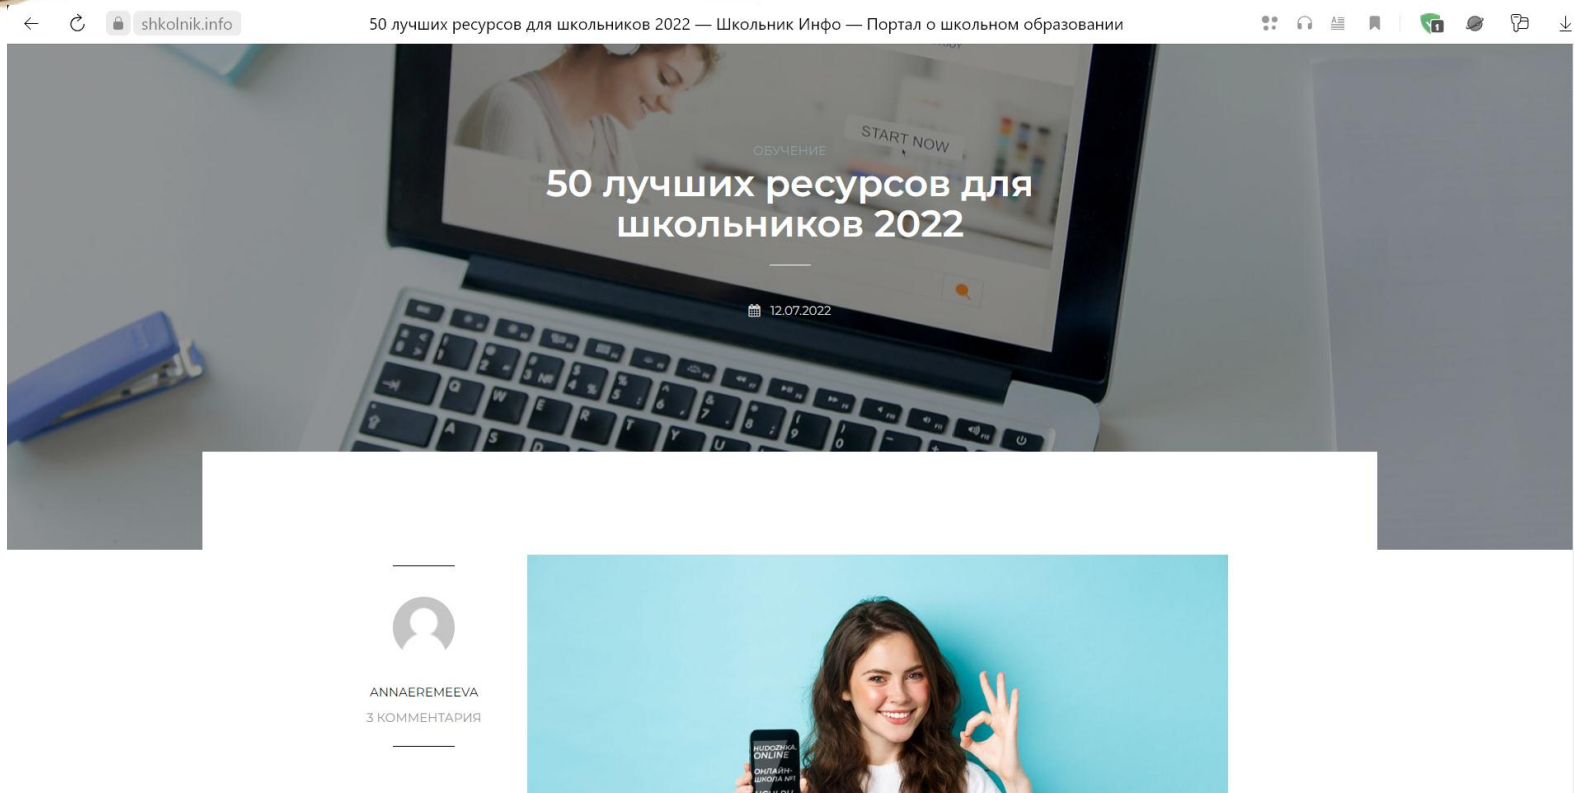 shkolnik.info
50 лучших ресурсов для школьников 2022 — Школьник Инфо — Портал о школьном образовании
1
START NOW
ОБУЧЕНИЕ
50 лучших ресурсов для
школьников 2022
12.07.2022
ANNAEREMEEVA
3 КОММЕНТАРИЯ
HUDOZHKA.
ONLINE
ОНЛАЙН-
ШКОЛА №1